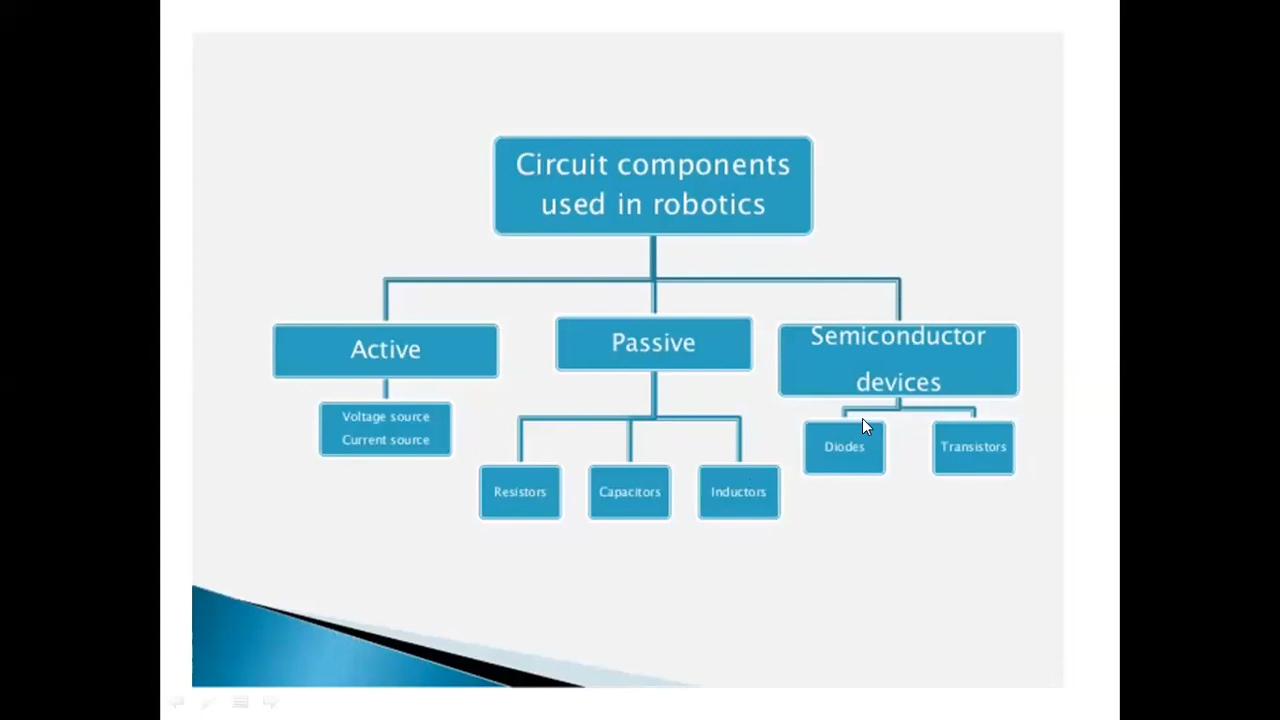 Circuit components
used in robotics
Active
Passive
Semiconductor
devices
Voltage source
Current source
Resistors
Capacitors
Inductors
Diodes
Transistors